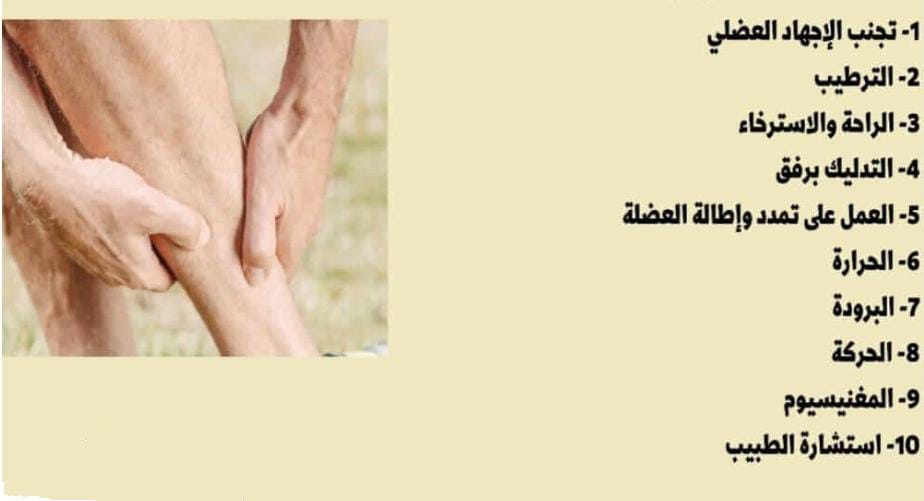 1- تجنب الإجهاد العضلي
2- الترطيب
3- الراحة والاسترخاء
4- التدليك برفق
5- العمل على تمدد وإطالة العضلة
6- الحرارة
7- البرودة
8- الحركة
9- المغنيسيوم
10- استشارة الطبيب